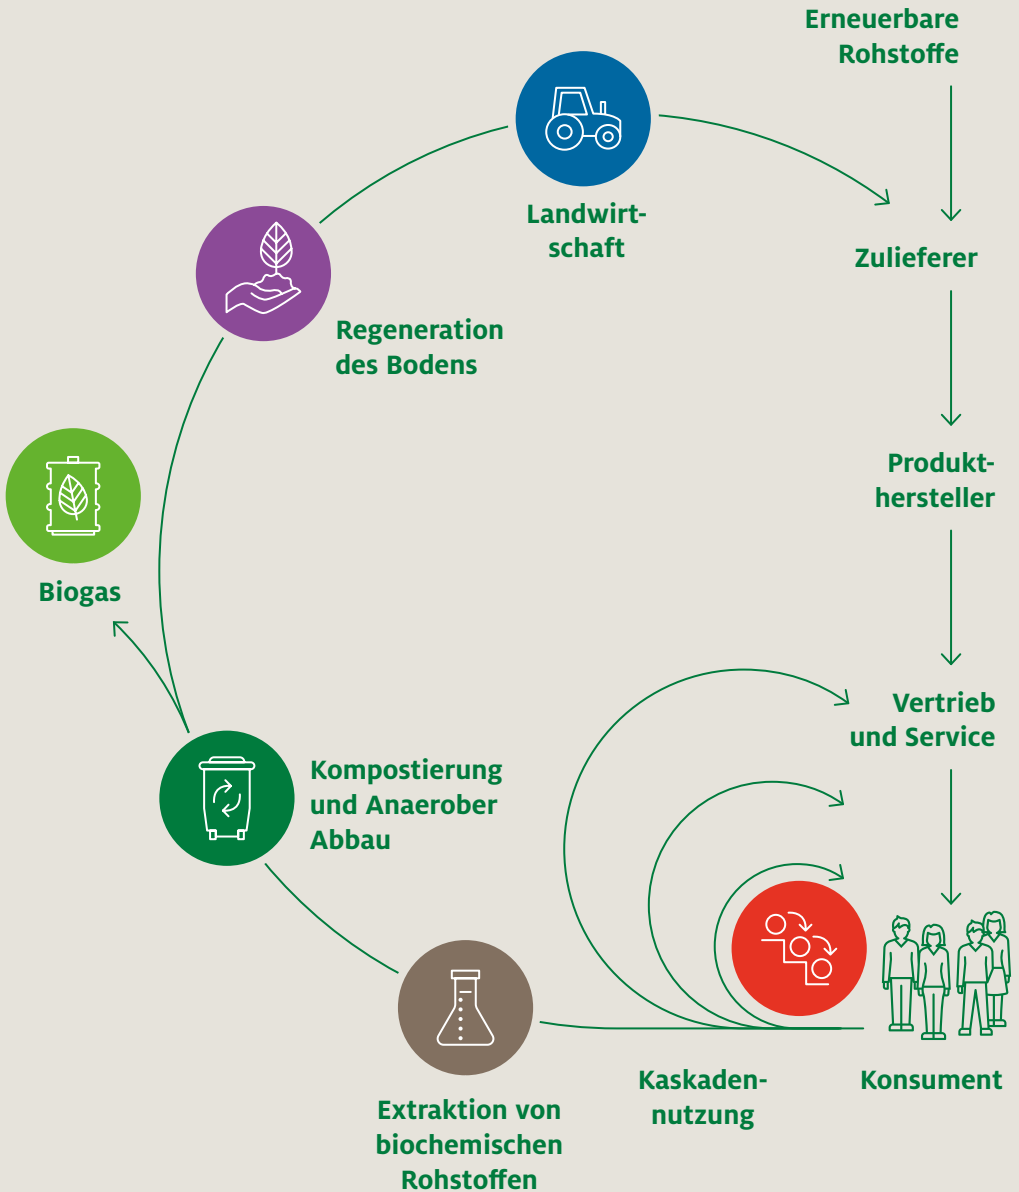 Erneuerbare
Rohstoffe
Landwirt-
schaft
Zulieferer
Regeneration
des Bodens
Produkt-
hersteller
Biogas
Vertrieb
und Service
Kompostierung
und Anaerober
Abbau
Kaskaden-
nutzung
Konsument
Extraktion von
biochemischen
Rohstoffen